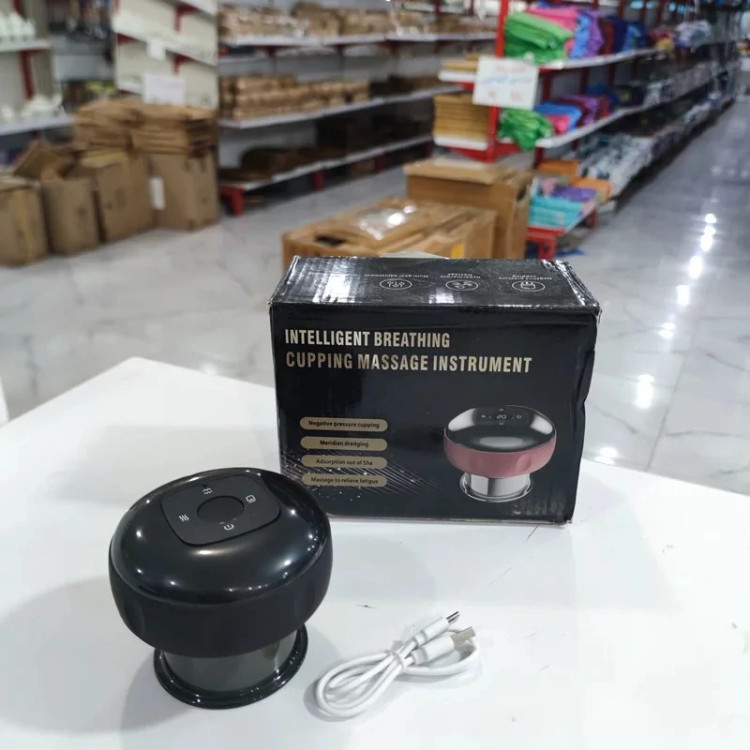 INTELLIGENT BREATHING
CUPPING MASSAGE INSTRUMENT
Negative pressure cupping
Meridian dredging
Adsorption out of Sha
Massage to relieve fatigue